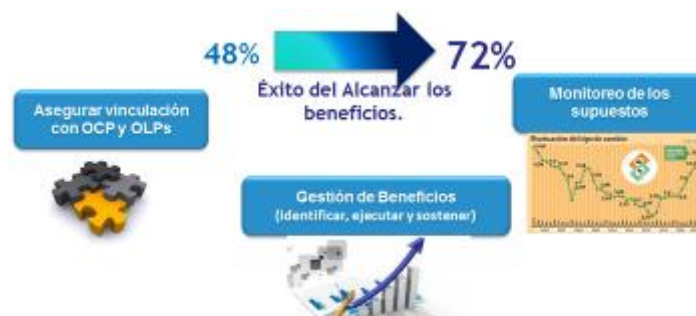 48% 72%
Éxito del Alcanzar los
beneficios.
Asegurar vinculación
con OCP y OLPs
Monitoreo de los
supuestos
Gestión de Beneficios
(identificar, ejecutar y sostener)